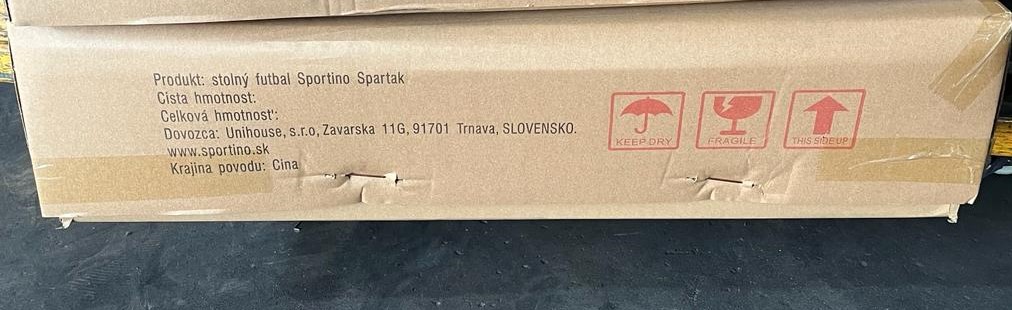 Produkt: stolný futbal Sportino Spartak
Cista hmotnost:
Celková hmotnosť:
Dovozca: Unihouse, s.r.o, Zavarska 11G, 91701 Trnava, SLOVENSKO.
www.sportino.sk
Krajina povodu: Cina
KEEP DRY
FRAGILE
THIS SIDE UP